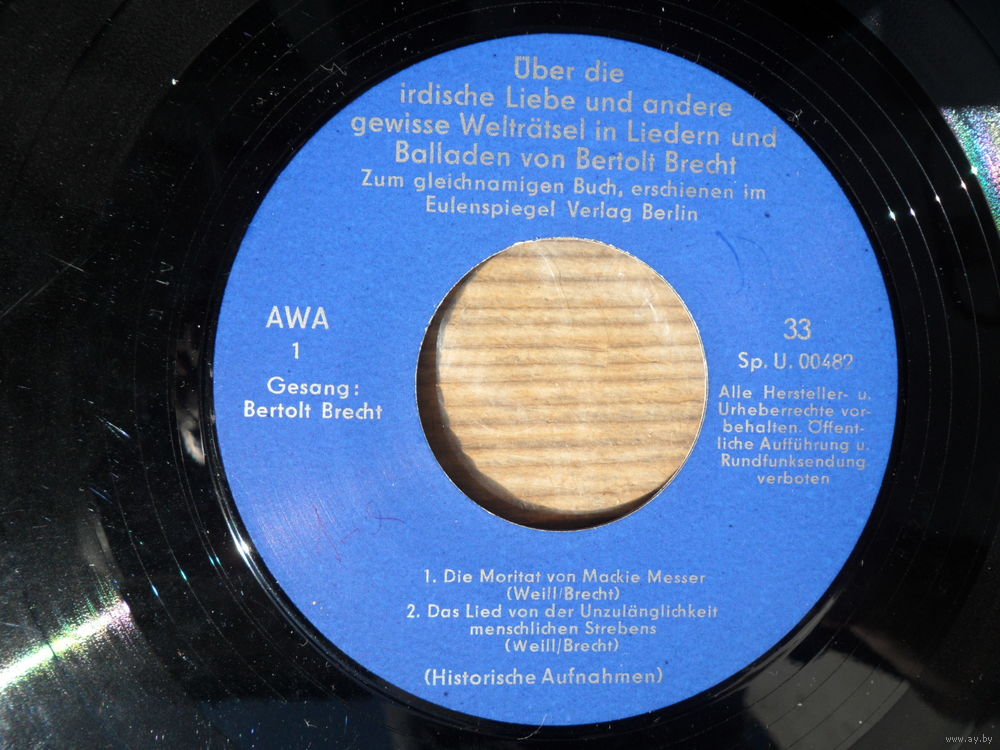 Über die
irdische Liebe und andere
gewisse Welträtsel in Liedern und
Balladen von Bertolt Brecht
Zum gleichnamigen Buch, erschienen im
Eulenspiegel Verlag Berlin
AWA
1
Gesang:
Bertolt Brecht
33
Sp. U. 00482
Alle Hersteller- u.
Urheberrechte vor-
behalten. Öffent-
liche Aufführung u.
Rundfunksendung
verboten
1. Die Moritat von Mackie Messer
(Weill/Brecht)
2. Das Lied von der Unzulänglichkeit
menschlichen Strebens
(Weill/Brecht)
(Historische Aufnahmen)
www.ay.by